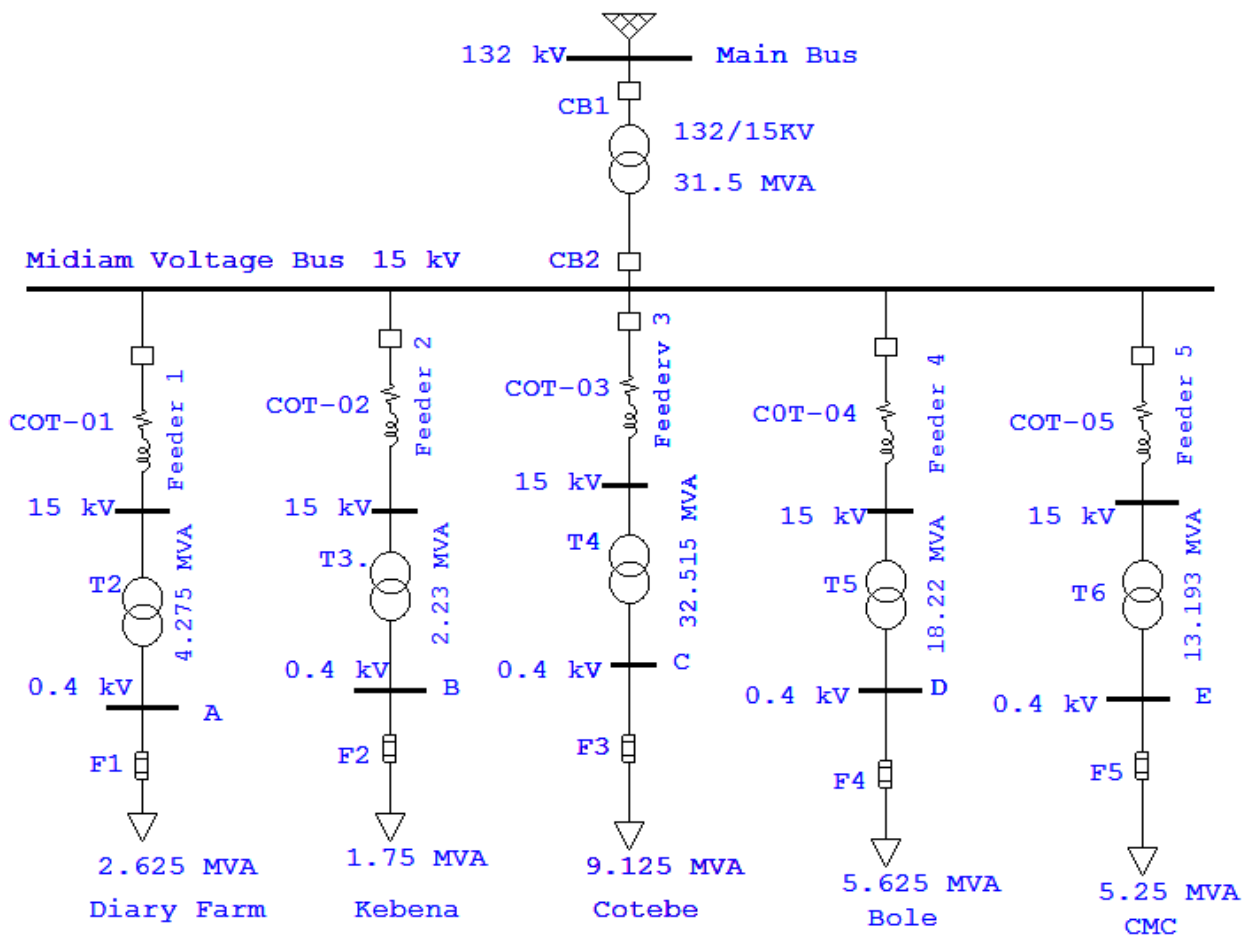 132 kV
Main Bus
CB1
132/15KV
31.5 MVA
Midiam Voltage Bus 15 kV
CB2
COT-01
Feeder 1
COT-02
Feeder 2
COT-03
Feederv 3
C0T-04
Feeder 4
COT-05
Feeder 5
15 kV
15 kV
15 kV
15 kV
15 kV
T2
4.275 MVA
T3.
2.23 MVA
T4
32.515 MVA
T5
18.22 MVA
T6
13.193 MVA
0.4 kV
A
0.4 kV
B
0.4 kV
C
0.4 kV
D
0.4 kV
E
F1
F2
F3
F4
F5
2.625 MVA
Diary Farm
1.75 MVA
Kebena
9.125 MVA
Cotebe
5.625 MVA
Bole
5.25 MVA
CMC